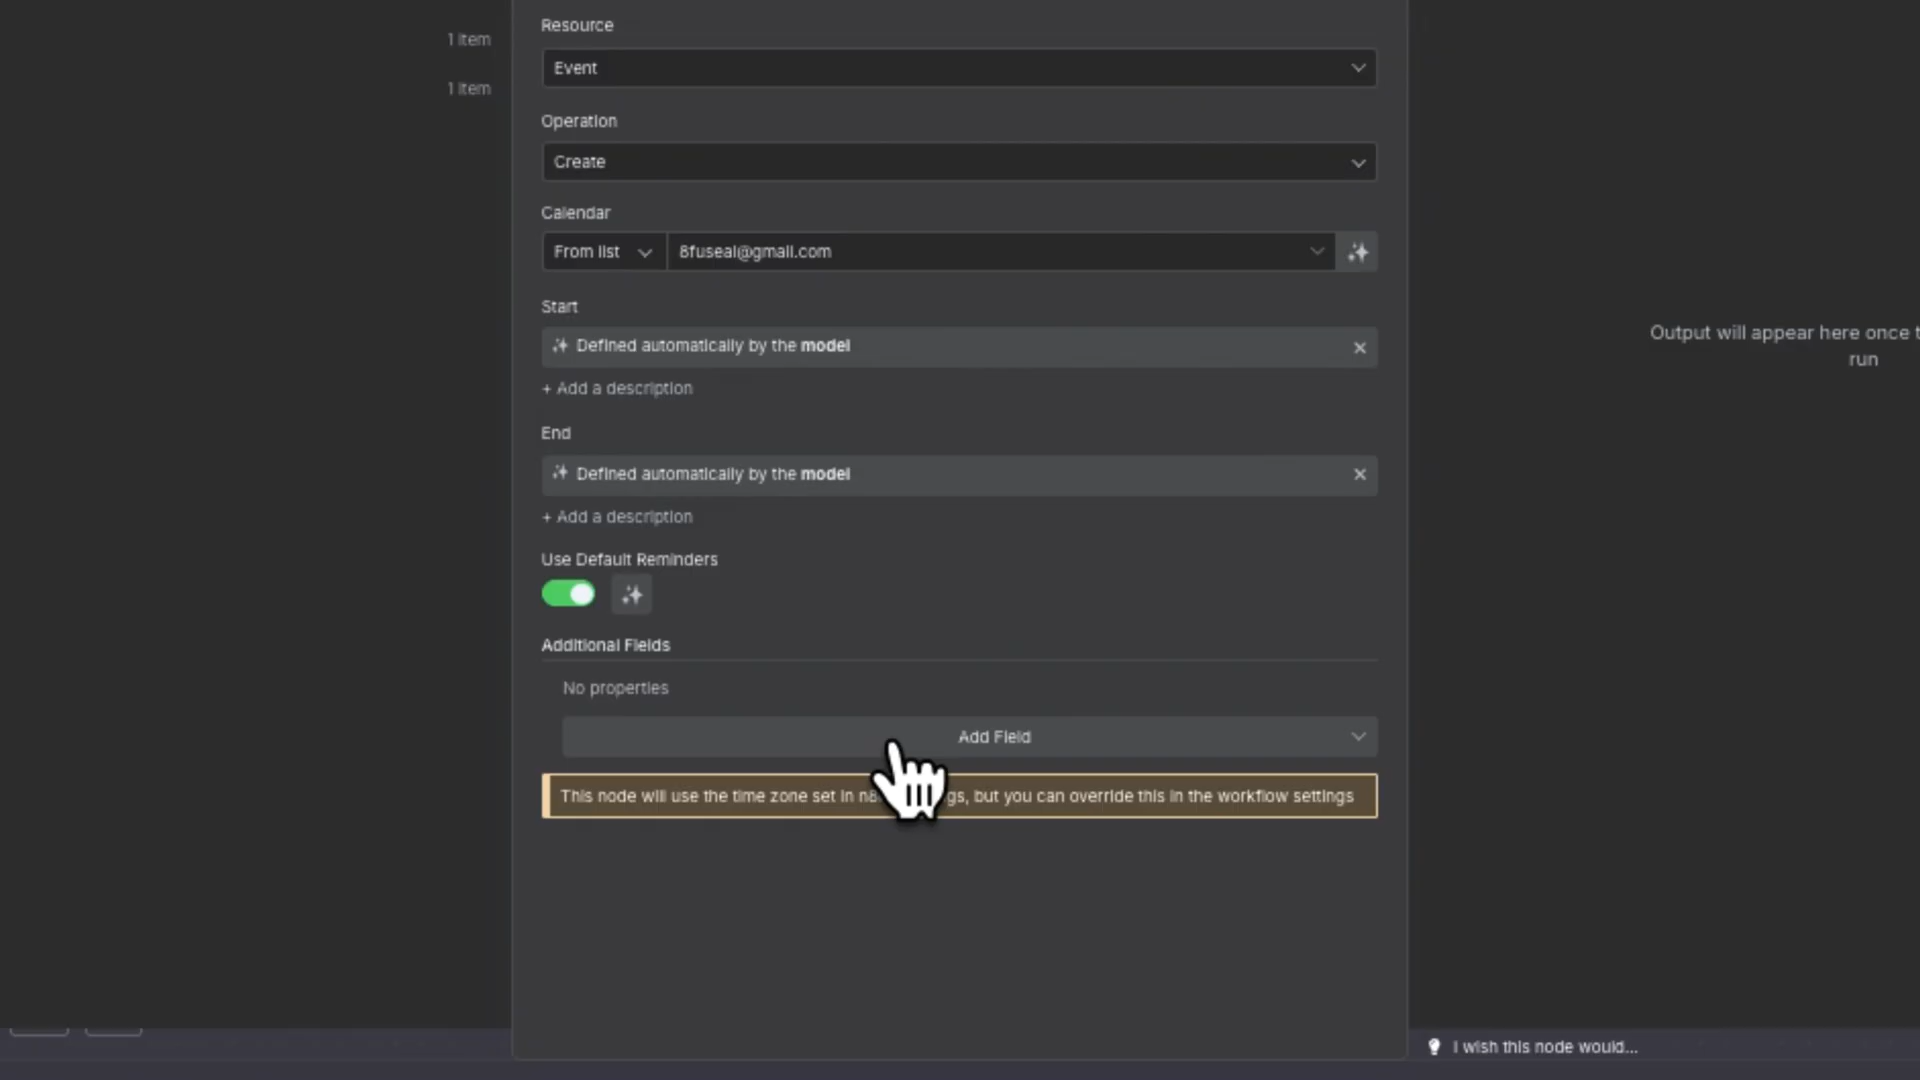 Resource
1 item
Event
1 item
Operation
Create
Calendar
From list
8fuseai@gmail.com
Start
Defined automatically by the model
Output will appear here once t
run
+ Add a description
End
Defined automatically by the model
+ Add a description
Use Default Reminders
Additional Fields
No properties
Add Field
This node will use the time zone set in n8 gs, but you can override this in the workflow settings
I wish this node would...